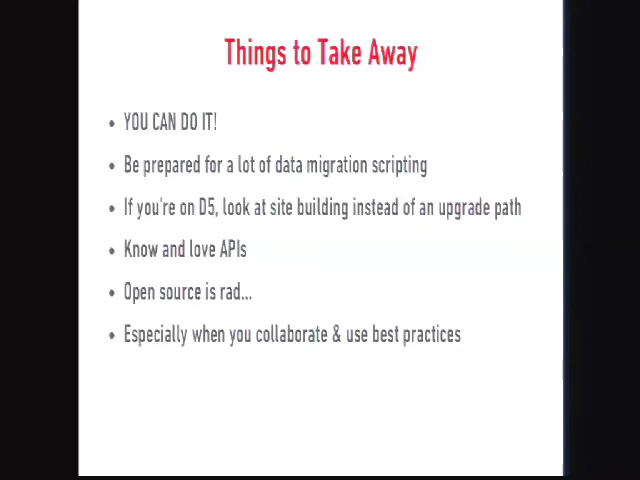 Things to Take Away
• YOU CAN DO IT!
• Be prepared for a lot of data migration scripting
• If you're on D5, look at site building instead of an upgrade path
• Know and love APIs
• Open source is rad...
• Especially when you collaborate & use best practices